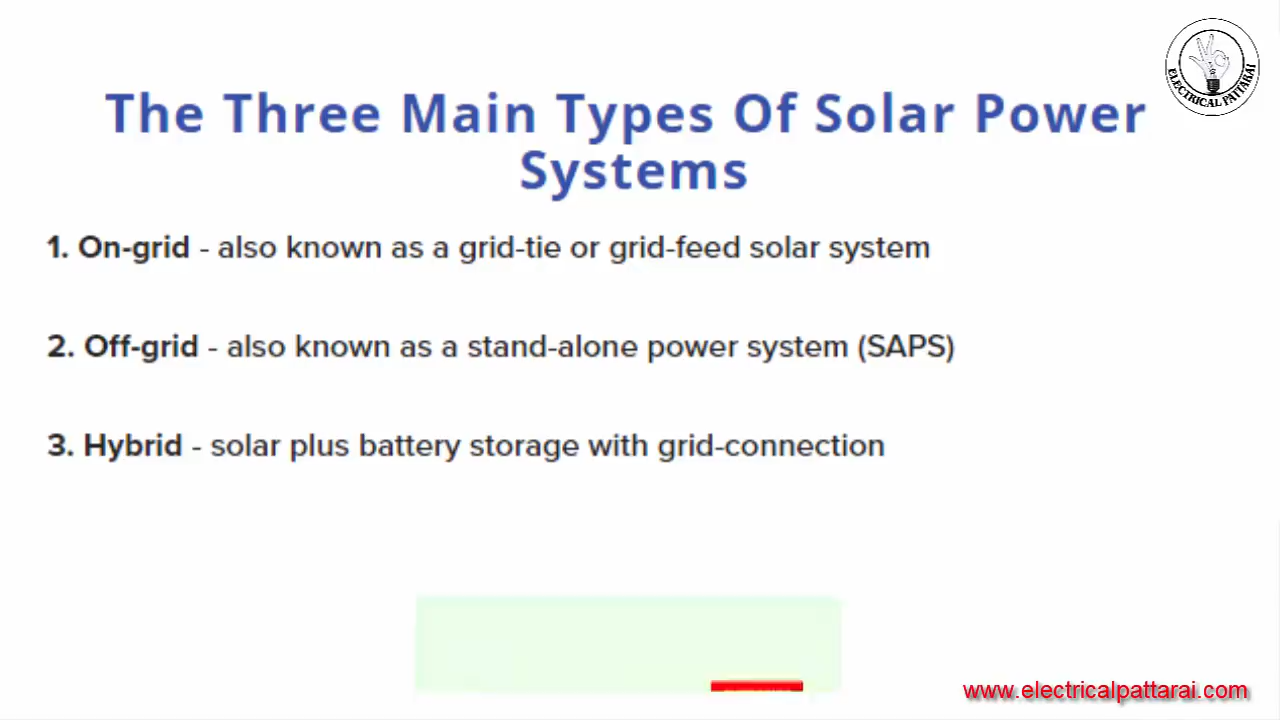 ELECTRICAL PATTARAI
The Three Main Types Of Solar Power
Systems
1. On-grid - also known as a grid-tie or grid-feed solar system
2. Off-grid - also known as a stand-alone power system (SAPS)
3. Hybrid - solar plus battery storage with grid-connection
www.electricalpattarai.com